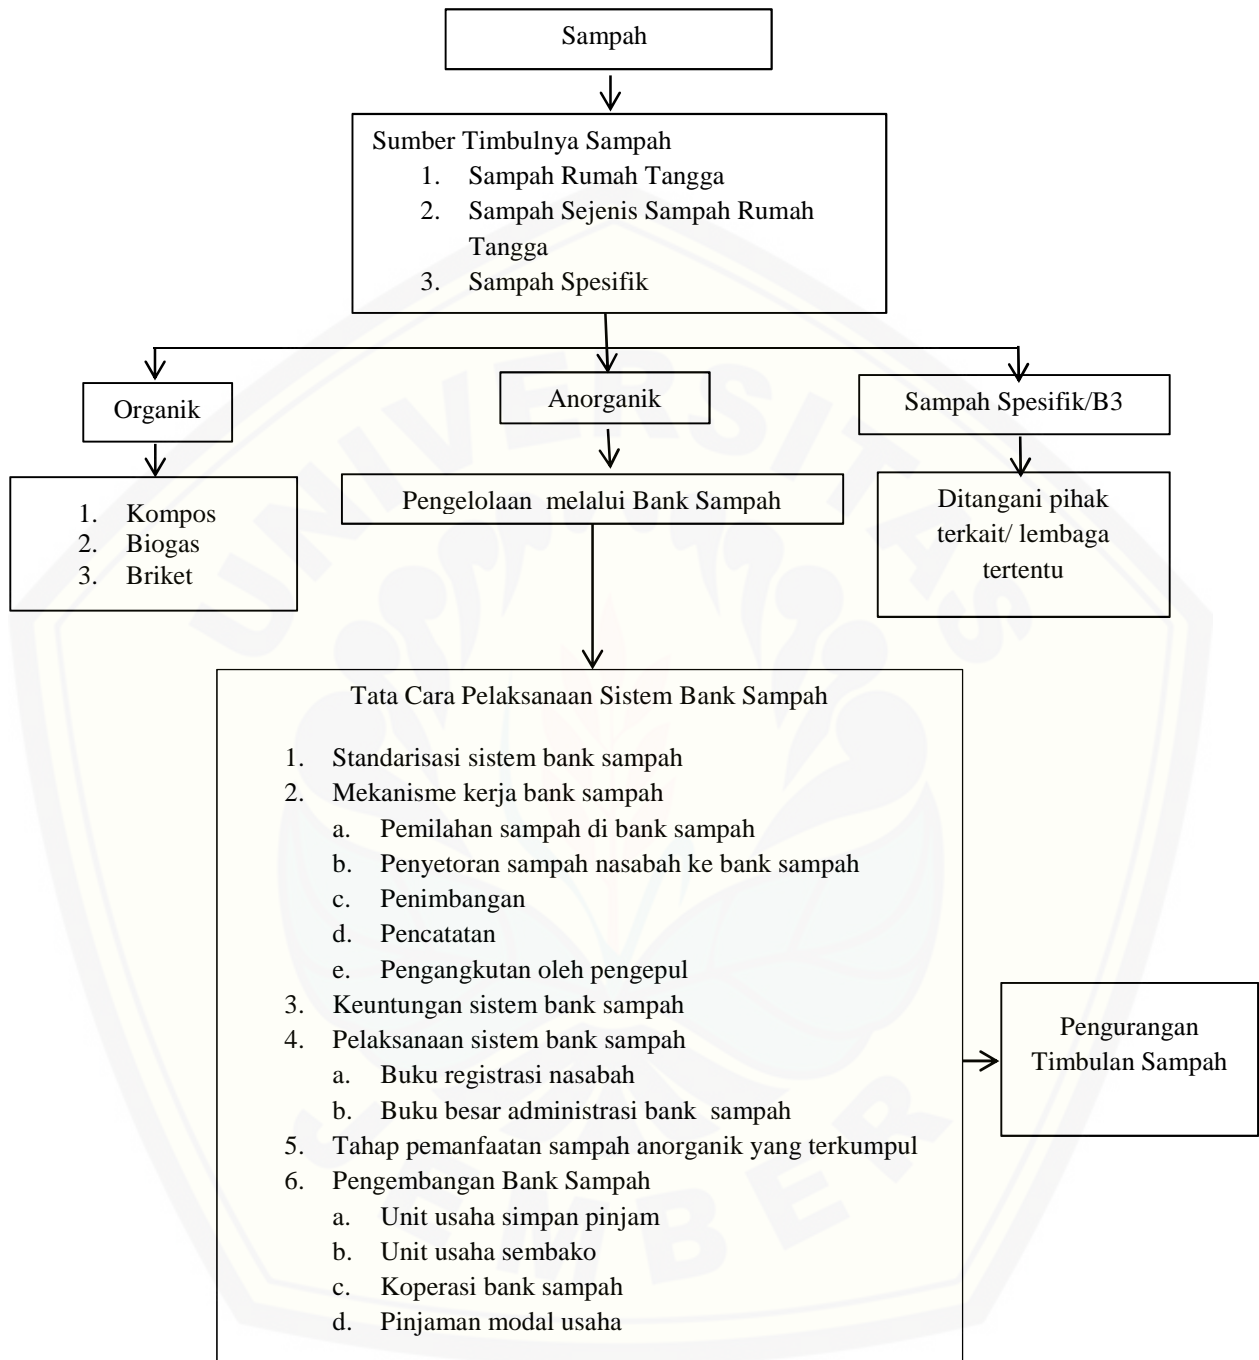 Sampah
Sumber Timbulnya Sampah
1. Sampah Rumah Tangga
2. Sampah Sejenis Sampah Rumah
Tangga
3. Sampah Spesifik
Organik
Anorganik
Sampah Spesifik/B3
1. Kompos
2. Biogas
3. Briket
Pengelolaan melalui Bank Sampah
Ditangani pihak
terkait/ lembaga
tertentu
Tata Cara Pelaksanaan Sistem Bank Sampah
1. Standarisasi sistem bank sampah
2. Mekanisme kerja bank sampah
a. Pemilahan sampah di bank sampah
b. Penyetoran sampah nasabah ke bank sampah
c. Penimbangan
d. Pencatatan
e. Pengangkutan oleh pengepul
3. Keuntungan sistem bank sampah
4. Pelaksanaan sistem bank sampah
a. Buku registrasi nasabah
b. Buku besar administrasi bank sampah
5. Tahap pemanfaatan sampah anorganik yang terkumpul
6. Pengembangan Bank Sampah
a. Unit usaha simpan pinjam
b. Unit usaha sembako
c. Koperasi bank sampah
d. Pinjaman modal usaha
Pengurangan
Timbulan Sampah
UNIVERSITAS
JEMBER